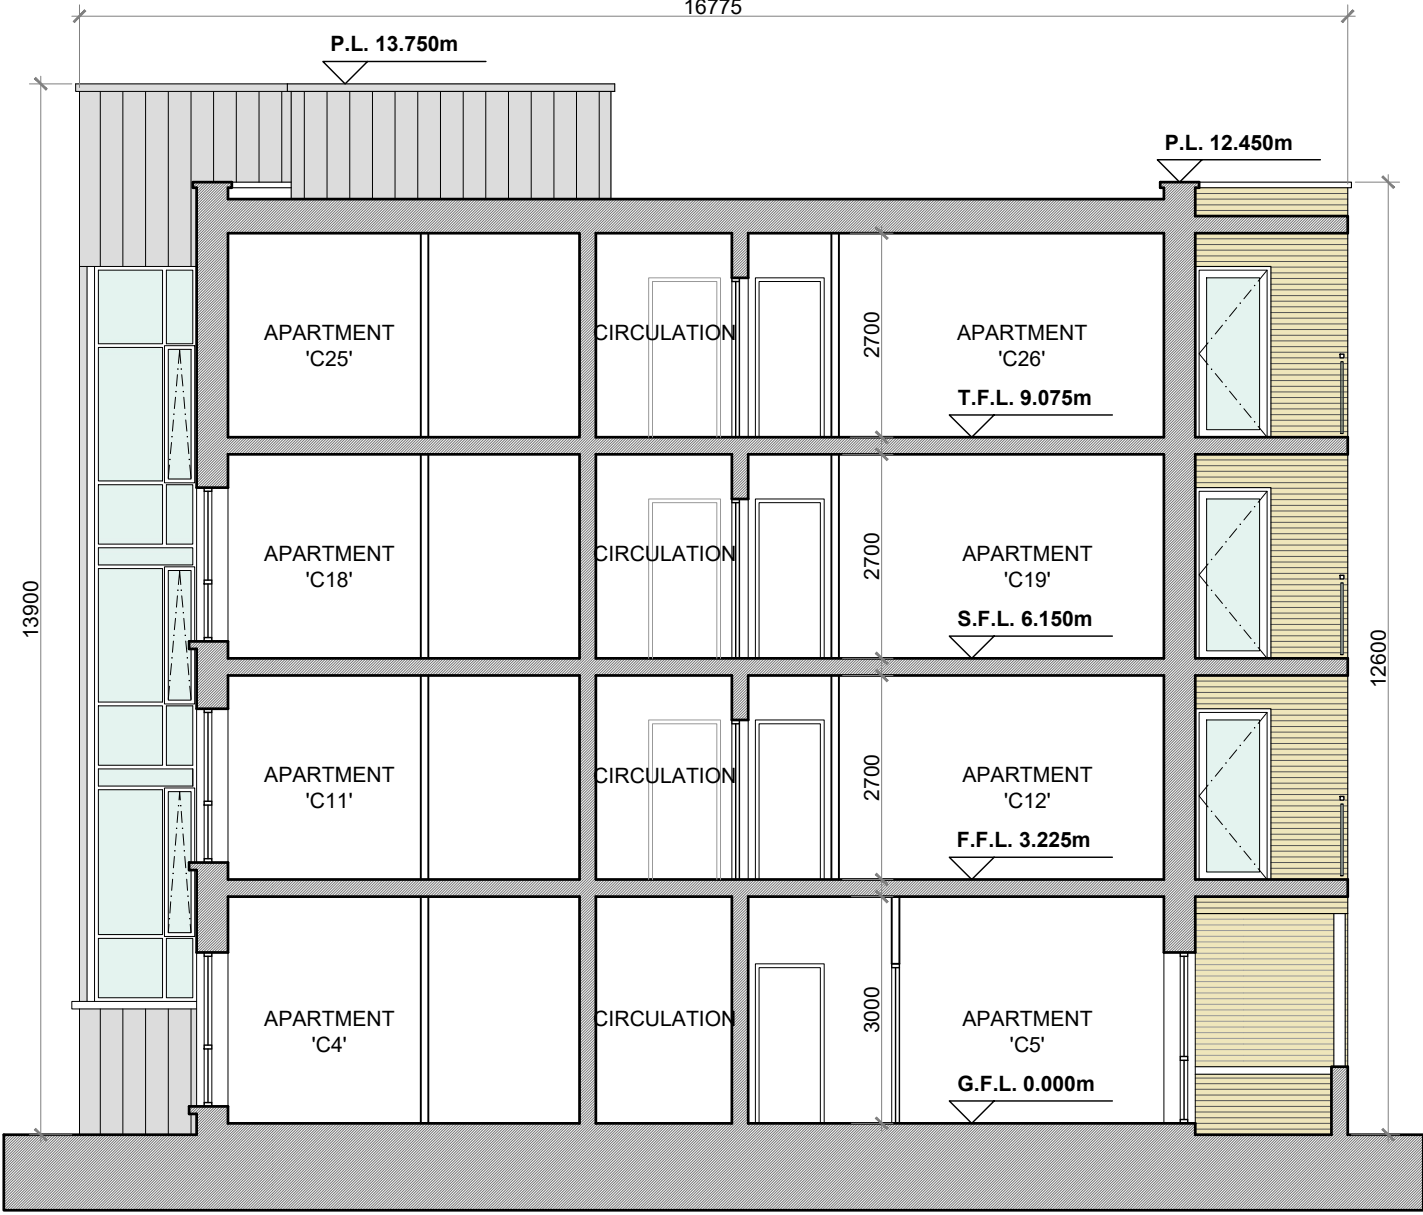 16775
P.L. 13.750m
P.L. 12.450m
APARTMENT
'C25'
CIRCULATION
2700
APARTMENT
'C26'
T.F.L. 9.075m
APARTMENT
'C18'
CIRCULATION
2700
APARTMENT
'C19'
S.F.L. 6.150m
13900
12600
APARTMENT
'C11'
CIRCULATION
2700
APARTMENT
'C12'
F.F.L. 3.225m
APARTMENT
'C4'
CIRCULATION
3000
APARTMENT
'C5'
G.F.L. 0.000m